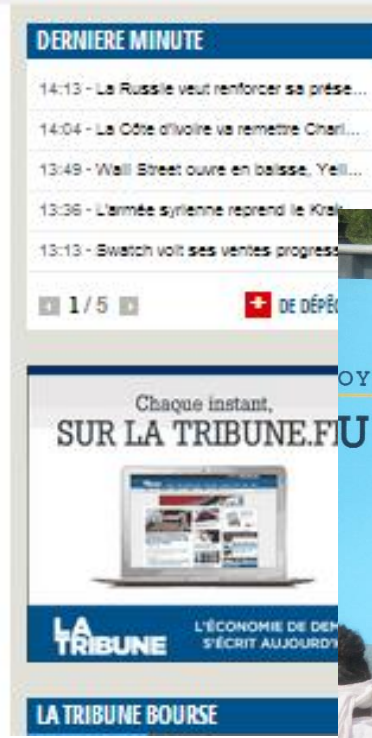 DERNIERE MINUTE
14:13 - La Russie veut renforcer sa prése...
14:04 - La Côte d'Ivoire va remettre Charl...
13:49 - Wall Street ouvre en baisse, Yell...
13:36 - L'armée syrienne reprend le Krak
13:13 - Swatch voit ses ventes progress
1 / 5
+ DE DÉPÊC
OY
Chaque instant,
SUR LA TRIBUNE.F
U
LA TRIBUNE
L'ÉCONOMIE DE DEM
S'ÉCRIT AUJOURD'H
LA TRIBUNE BOURSE